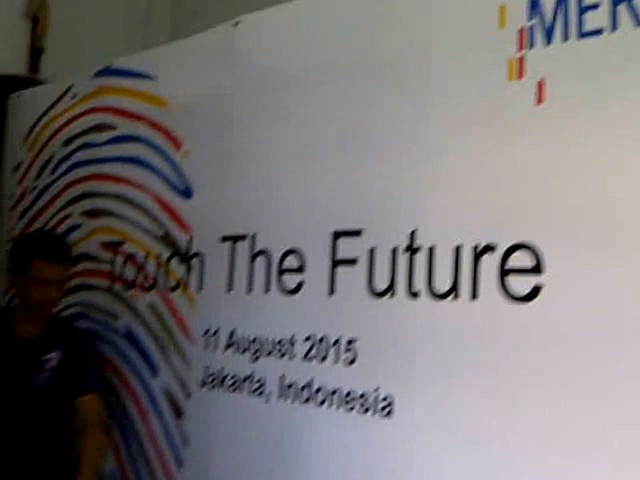 MER
Touch The Future
11 August 2015
Jakarta, Indonesia